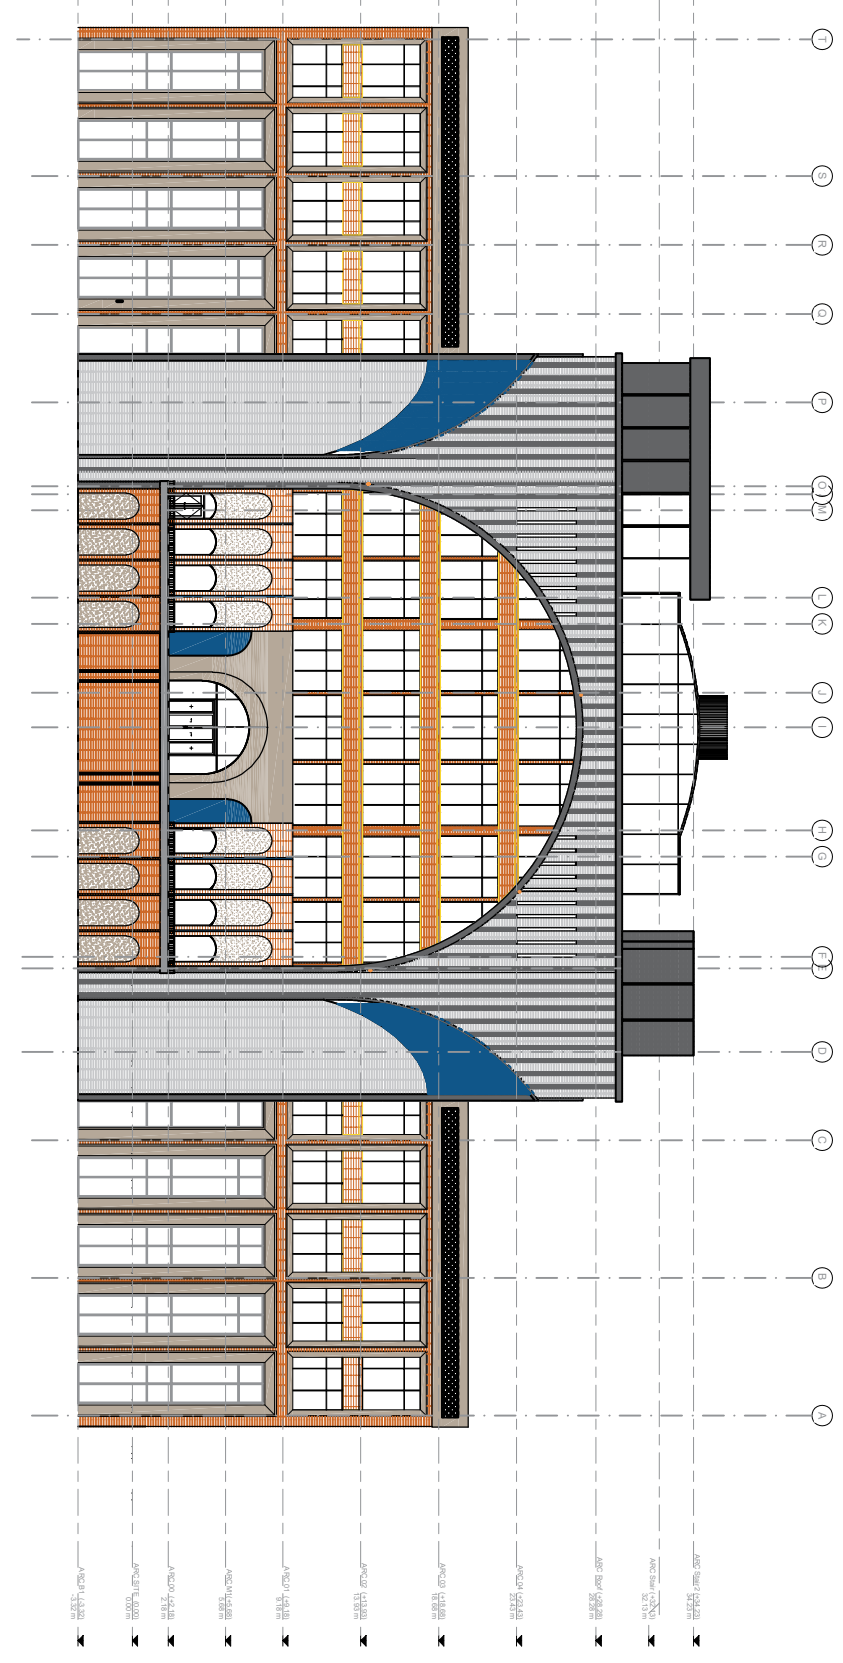 T
S
R
Q
P
O
M
L
K
J
I
H
G
F
E
D
C
B
A
ARC B1 (-3.32)
-3.32 m
ARC SITE 0.00)
0.00 m
ARC 00 (+2.18)
2.18 m
ARC M1(+5.68)
5.68 m
ARC 01 (+9.18)
9.18 m
ARC 02 (+13.93)
13.93 m
ARC 03 (+18.68)
18.68 m
ARC 04 (+23.43)
23.43 m
ARC Roof (+28.28)
28.28 m
ARC Stair (+32.13)
32.13 m
ARC Stair 2 (+34.23)
34.23 m